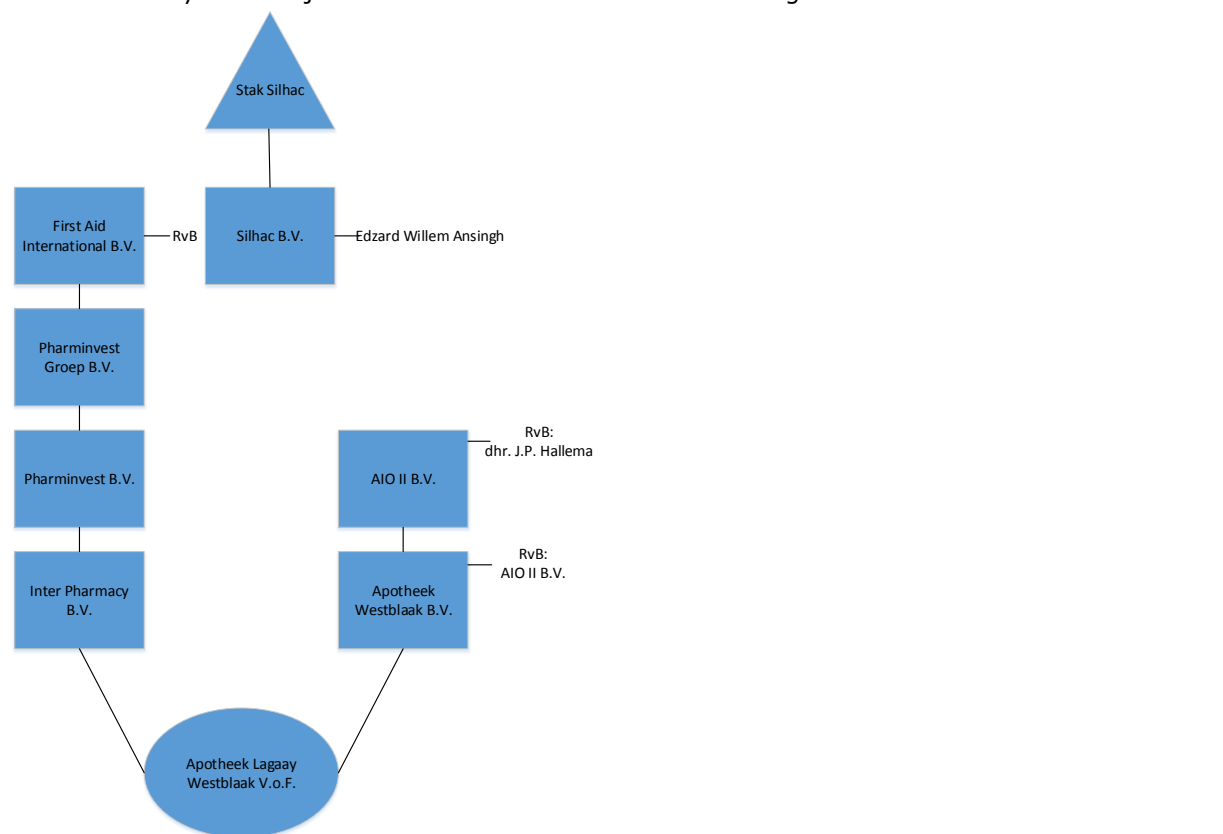 Stak Silhac
First Aid
International B.V.
RvB
Silhac B.V.
Edzard Willem Ansingh
Pharminvest
Groep B.V.
Pharminvest B.V.
AIO II B.V.
RvB:
dhr. J.P. Hallema
Inter Pharmacy
B.V.
Apotheek
Westblaak B.V.
RvB:
AIO II B.V.
Apotheek Lagaay
Westblaak V.o.F.